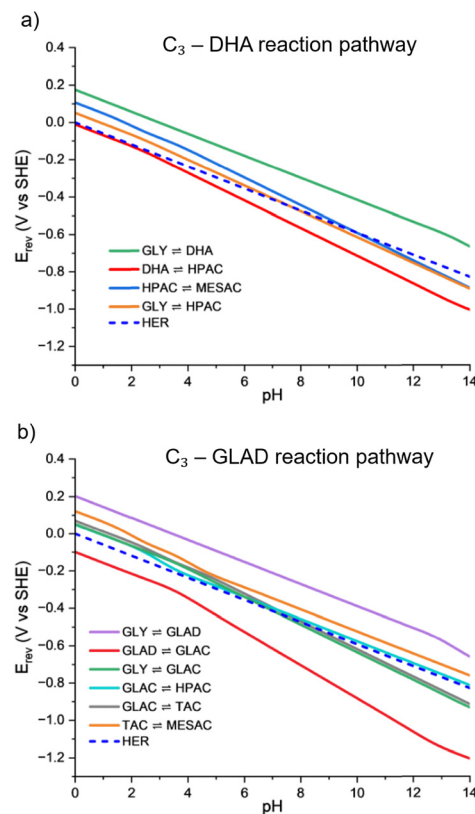 a)
C₃ – DHA reaction pathway
0.4
0.2
0.0
−0.2
−0.4
−0.6
−0.8
−1.0
−1.2
E_rev (V vs SHE)
GLY ⇌ DHA
DHA ⇌ HPAC
HPAC ⇌ MESAC
GLY ⇌ HPAC
HER
0 2 4 6 8 10 12 14
pH
b)
C₃ – GLAD reaction pathway
0.4
0.2
0.0
−0.2
−0.4
−0.6
−0.8
−1.0
−1.2
E_rev (V vs SHE)
GLY ⇌ GLAD
GLAD ⇌ GLAC
GLY ⇌ GLAC
GLAC ⇌ HPAC
GLAC ⇌ TAC
TAC ⇌ MESAC
HER
0 2 4 6 8 10 12 14
pH